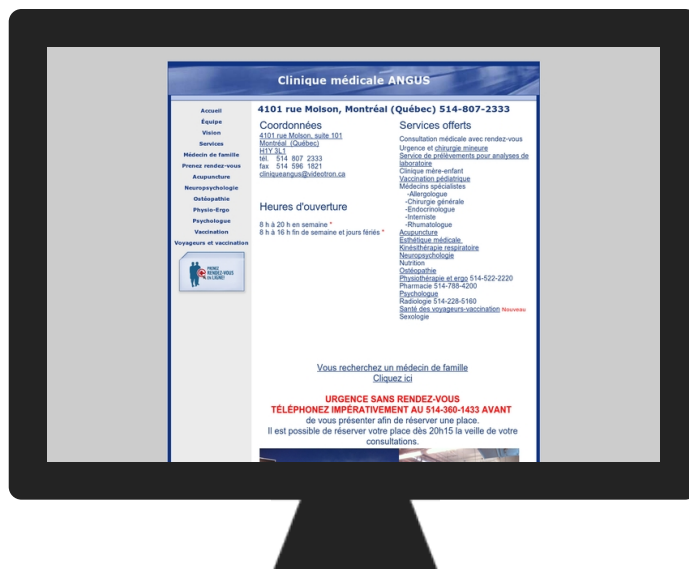 Clinique médicale ANGUS
Accueil
Équipe
Vision
Services
Médecin de famille
Prenez rendez-vous
Acupuncture
Neuropsychologie
Ostéopathie
Physio-Ergo
Psychologue
Vaccination
Voyageurs et vaccination
PRENEZ
RENDEZ-VOUS
EN LIGNE!
4101 rue Molson, Montréal (Québec) 514-807-2333
Coordonnées
4101 rue Molson, suite 101
Montréal (Québec)
H1Y 3L1
tél. 514 807 2333
fax 514 596 1821
cliniqueangus@videotron.ca
Heures d'ouverture
8 h à 20 h en semaine *
8 h à 16 h fin de semaine et jours fériés *
Services offerts
Consultation médicale avec rendez-vous
Urgence et chirurgie mineure
Service de prélèvements pour analyses de
laboratoire
Clinique mère-enfant
Vaccination pédiatrique
Médecins spécialistes
-Allergologue
-Chirurgie générale
-Endocrinologue
-Interniste
-Rhumatologue
Acupuncture
Esthétique médicale
Kinésithérapie respiratoire
Neuropsychologie
Nutrition
Ostéopathie
Physiothérapie et ergo 514-522-2220
Pharmacie 514-788-4200
Psychologue
Radiologie 514-228-5160
Santé des voyageurs-vaccination Nouveau
Sexologie
Vous recherchez un médecin de famille
Cliquez ici
URGENCE SANS RENDEZ-VOUS
TÉLÉPHONEZ IMPÉRATIVEMENT AU 514-360-1433 AVANT
de vous présenter afin de réserver une place.
Il est possible de réserver votre place dès 20h15 la veille de votre
consultations.